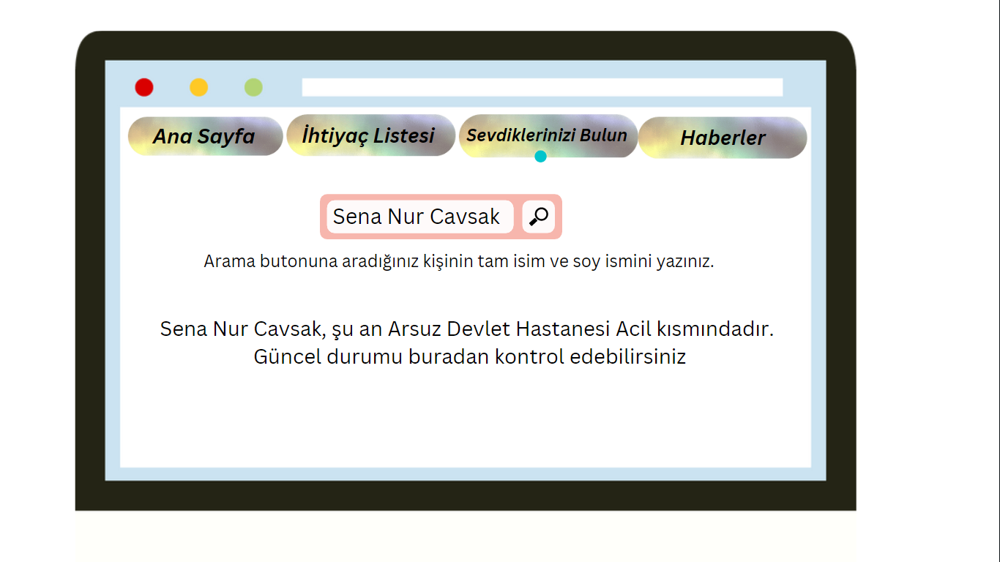 Ana Sayfa
İhtiyaç Listesi
Sevdiklerinizi Bulun
Haberler
Sena Nur Cavsak
Arama butonuna aradığınız kişinin tam isim ve soy ismini yazınız.
Sena Nur Cavsak, şu an Arsuz Devlet Hastanesi Acil kısmındadır.
Güncel durumu buradan kontrol edebilirsiniz